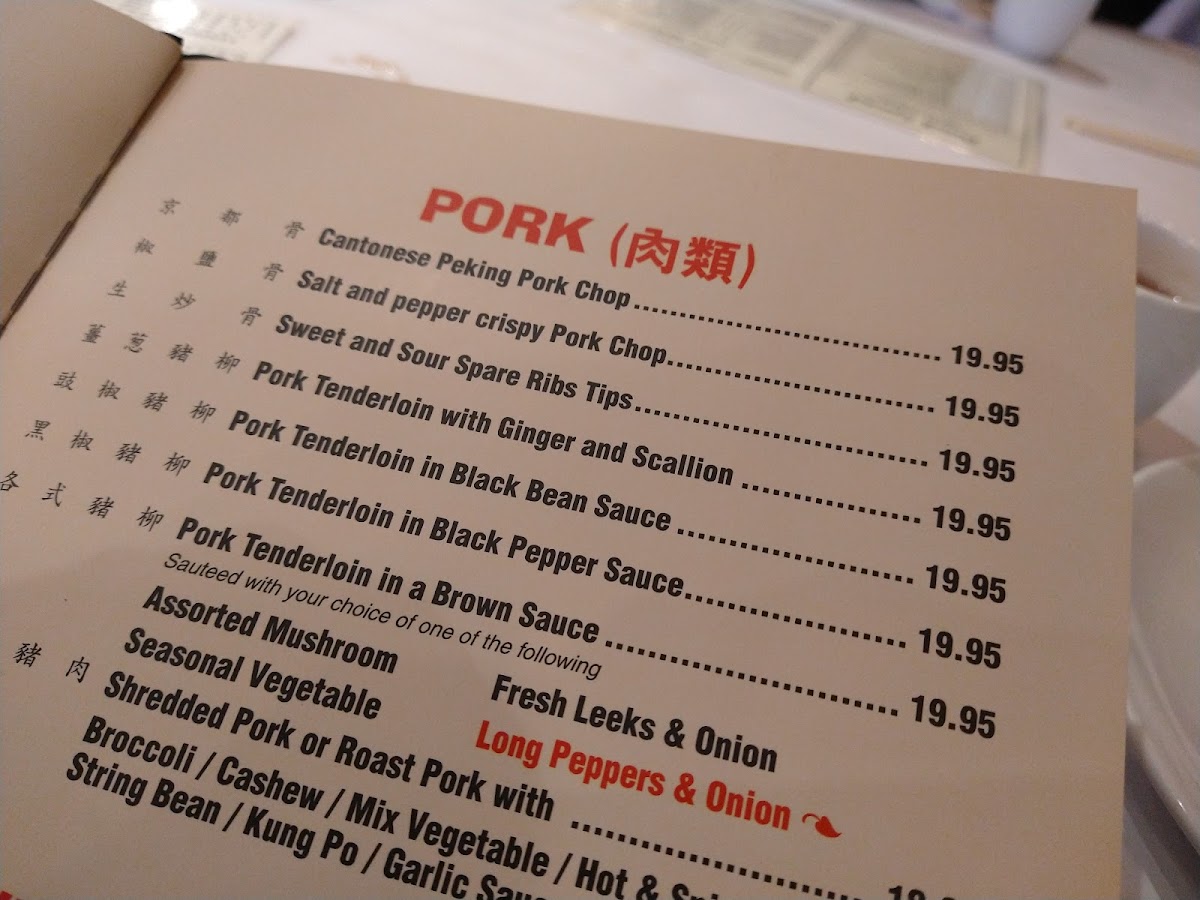 PORK (肉類)
京都骨 Cantonese Peking Pork Chop.............................. 19.95
椒鹽骨 Salt and pepper crispy Pork Chop.......................... 19.95
生炒骨 Sweet and Sour Spare Ribs Tips............................. 19.95
薑葱豬柳 Pork Tenderloin with Ginger and Scallion .................. 19.95
豉椒豬柳 Pork Tenderloin in Black Bean Sauce ....................... 19.95
黑椒豬柳 Pork Tenderloin in Black Pepper Sauce...................... 19.95
各式豬柳 Pork Tenderloin in a Brown Sauce ............................ 19.95
Sauteed with your choice of one of the following
Assorted Mushroom Fresh Leeks & Onion
Seasonal Vegetable Long Peppers & Onion
豬肉 Shredded Pork or Roast Pork with ............................
Broccoli / Cashew / Mix Vegetable / Hot &
String Bean / Kung Po / Garlic